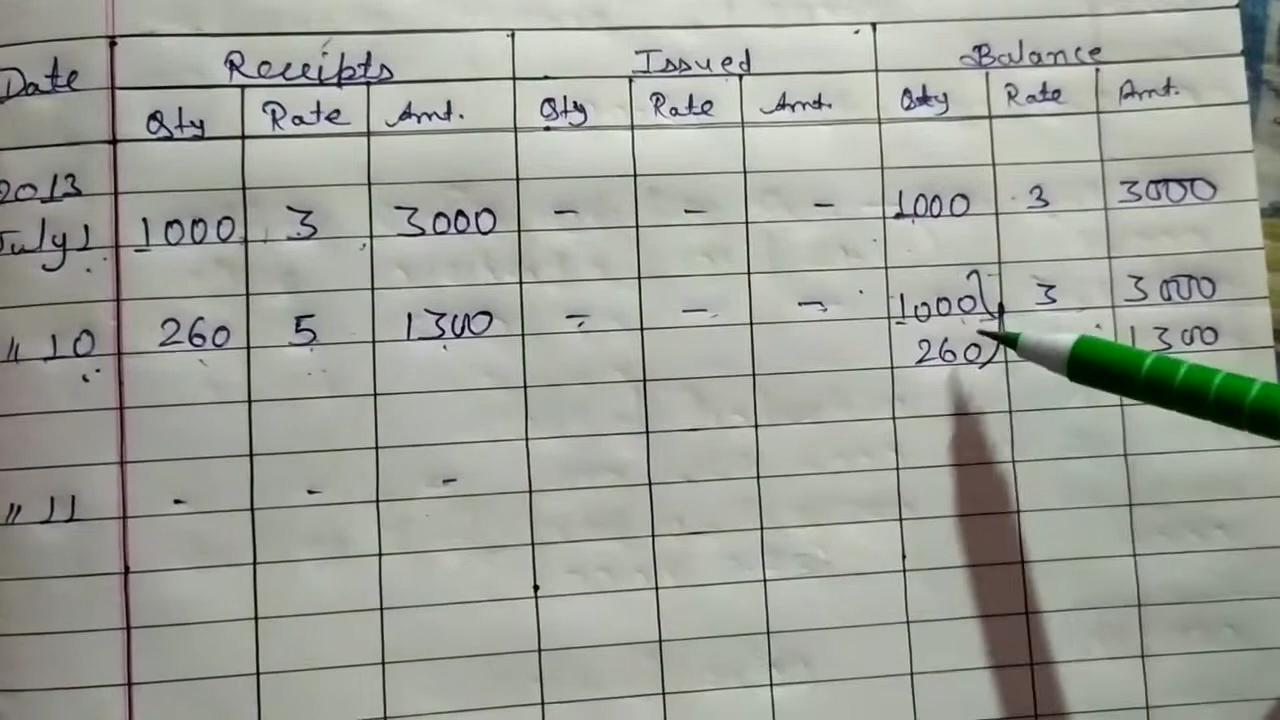 Date Receipts Issued Balance
Qty Rate Amt. Qty Rate Amt. Qty Rate Amt.
2013
July 1 1000 3 3000 - - - 1000 3 3000
" 10 260 5 1300 - - - 1000 3 3000
260 1300
" 11 - - -